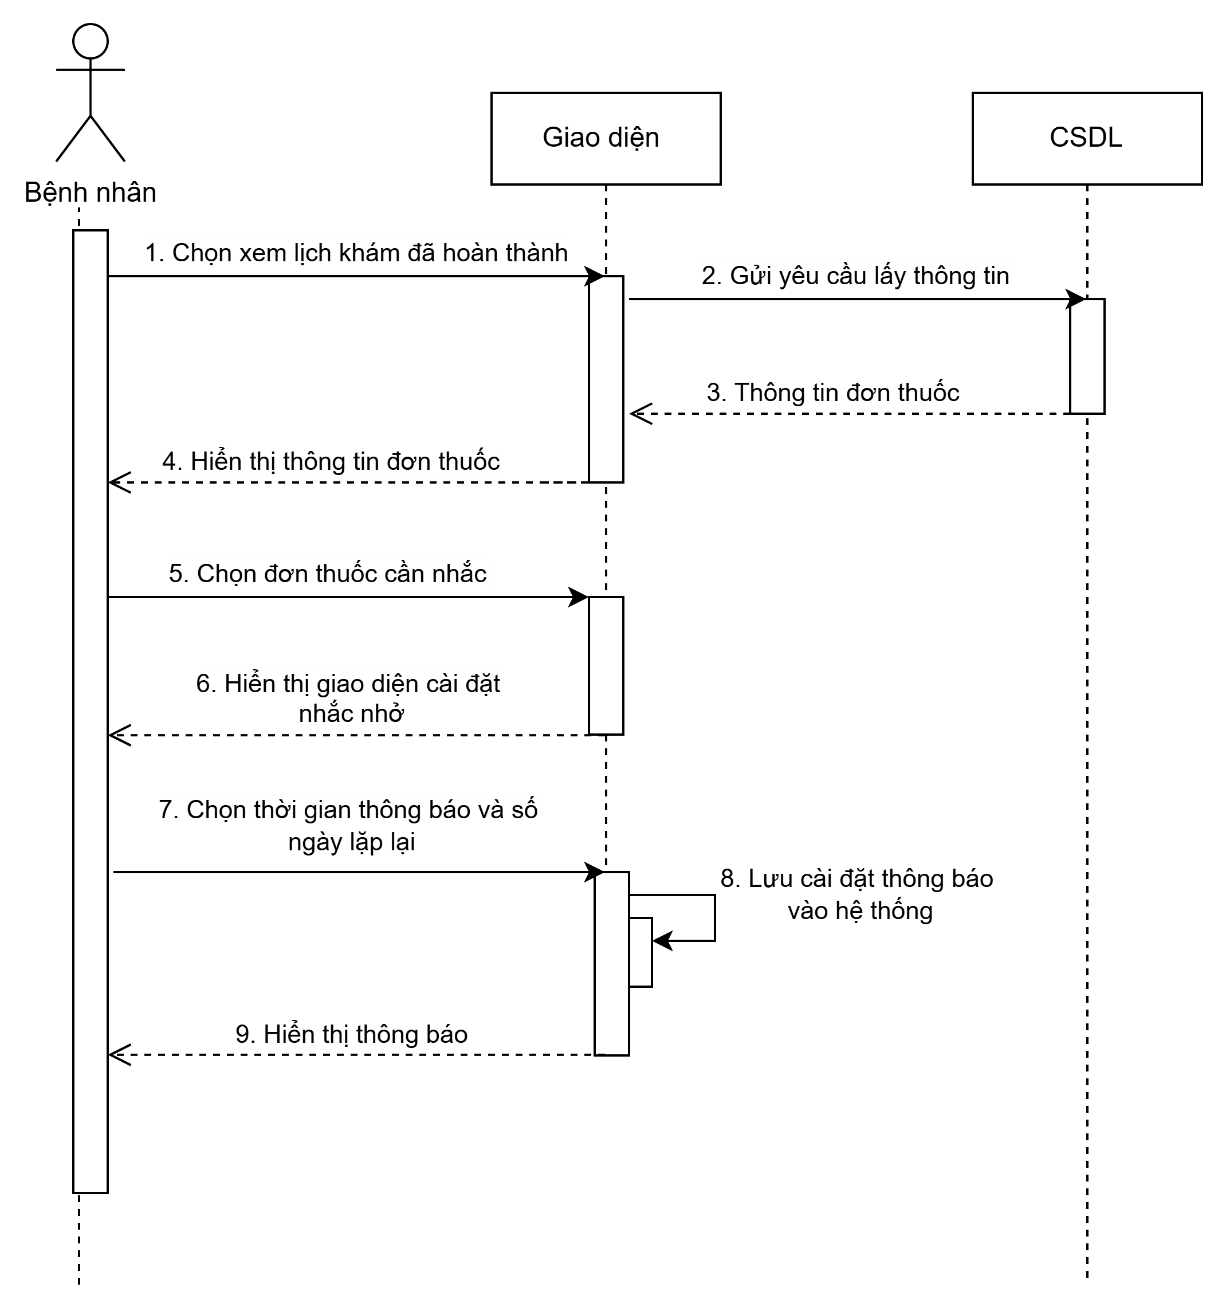 Bệnh nhân
Giao diện
CSDL
1. Chọn xem lịch khám đã hoàn thành
2. Gửi yêu cầu lấy thông tin
3. Thông tin đơn thuốc
4. Hiển thị thông tin đơn thuốc
5. Chọn đơn thuốc cần nhắc
6. Hiển thị giao diện cài đặt
nhắc nhở
7. Chọn thời gian thông báo và số
ngày lặp lại
8. Lưu cài đặt thông báo
vào hệ thống
9. Hiển thị thông báo